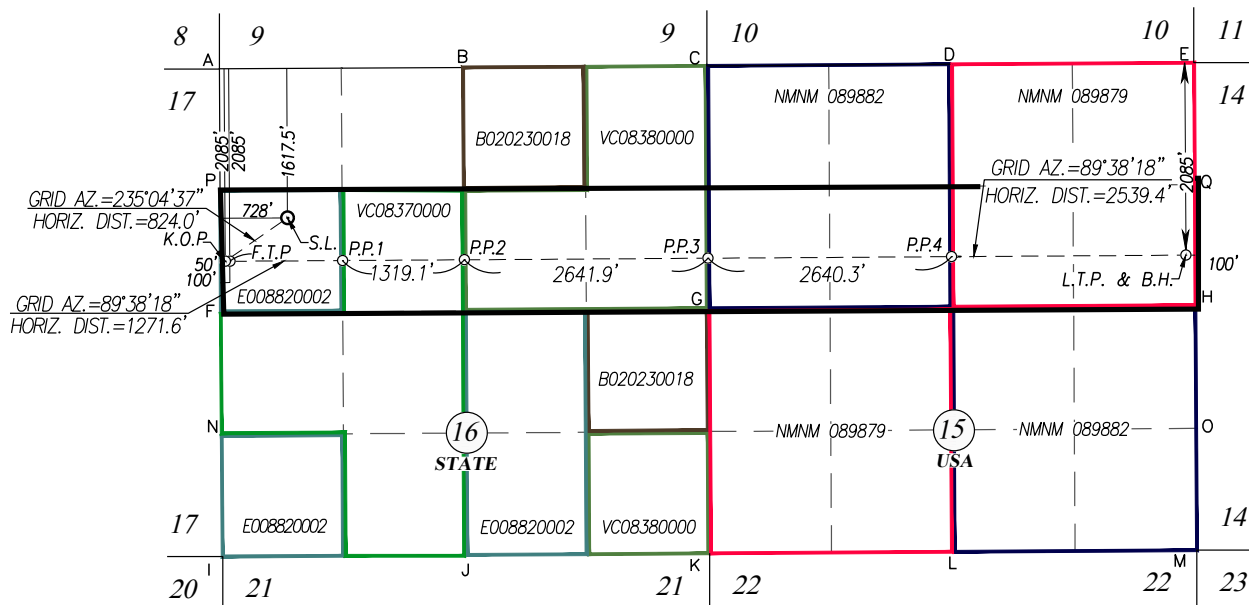 8 9 9 10 10 11
A B C D E
17 14
NMNM 089882 NMNM 089879
B020230018 VC08380000
2085'
2085'
1617.5'
2085'
GRID AZ.=89°38'18"
HORIZ. DIST.=2539.4'
P Q
GRID AZ.=235°04'37"
HORIZ. DIST.=824.0'
728' VC08370000
K.O.P. F.T.P S.L. P.P.1 P.P.2 P.P.3 P.P.4
50' 1319.1' 2641.9' 2640.3' L.T.P. & B.H. 100'
100'
GRID AZ.=89°38'18"
HORIZ. DIST.=1271.6'
E008820002
F G H
B020230018
N O
16 NMNM 089879 15 NMNM 089882
STATE USA
17 E008820002 E008820002 VC08380000 14
I J K L M
20 21 21 22 22 23